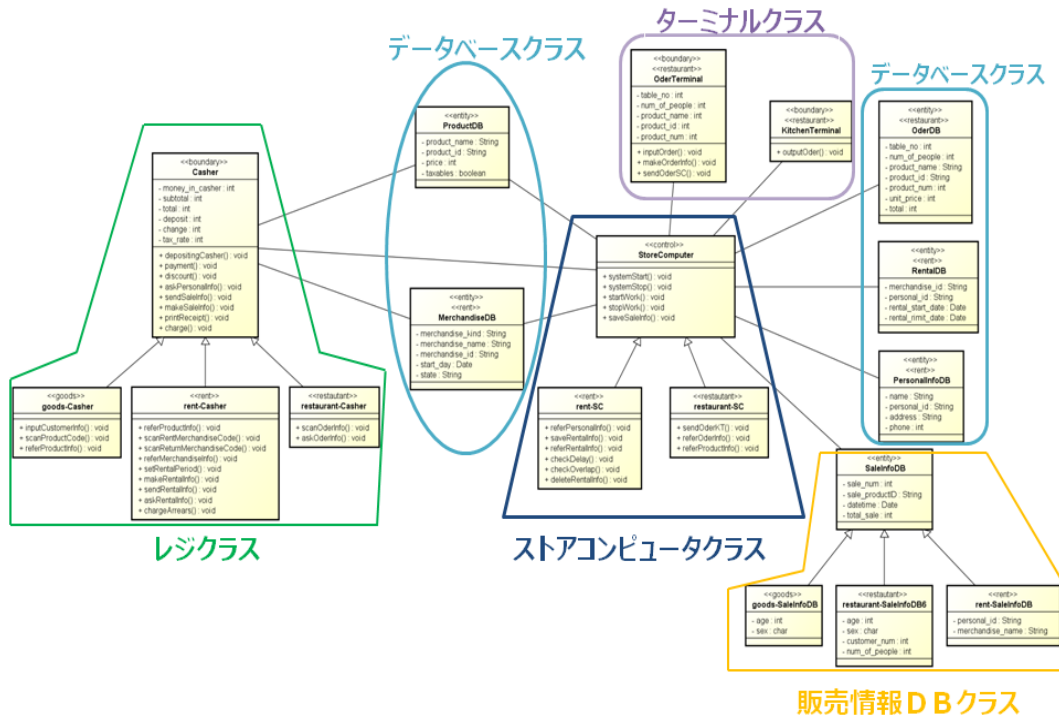 ターミナルクラス
データベースクラス
データベースクラス
<<boundary>>
<<restaurant>>
OderTerminal
- table_no : int
- num_of_people : int
- product_name : int
- product_id : int
- product_num : int
+ inputOrder() : void
+ makeOrderInfo() : void
+ sendOderSC() : void
<<boundary>>
<<restaurant>>
KitchenTerminal
+ outputOder() : void
<<entity>>
ProductDB
- product_name : String
- product_id : String
- price : int
- taxables : boolean
<<entity>>
<<restaurant>>
OderDB
- table_no : int
- num_of_people : int
- product_name : String
- product_id : String
- product_num : int
- unit_price : int
- total : int
<<boundary>>
Casher
- money_in_casher : int
- subtotal : int
- total : int
- deposit : int
- change : int
- tax_rate : int
+ depositingCasher() : void
+ payment() : void
+ discount() : void
+ askPersonalInfo() : void
+ sendSaleInfo() : void
+ makeSaleInfo() : void
+ printReceipt() : void
+ charge() : void
<<control>>
StoreComputer
+ systemStart() : void
+ systemStop() : void
+ startWork() : void
+ stopWork() : void
+ saveSaleInfo() : void
<<entity>>
<<rent>>
RentalDB
- merchandise_id : String
- personal_id : String
- rental_start_date : Date
- rental_rimit_date : Date
<<entity>>
<<rent>>
MerchandiseDB
- merchandise_kind : String
- merchandise_name : String
- merchandise_id : String
- start_day : Date
- state : String
<<entity>>
<<rent>>
PersonalInfoDB
- name : String
- personal_id : String
- address : String
- phone : int
<<goods>>
goods-Casher
+ inputCustomerInfo() : void
+ scanProductCode() : void
+ referProductInfo() : void
<<rent>>
rent-Casher
+ referProductInfo() : void
+ scanRentMerchandiseCode() : void
+ scanReturnMerchandiseCode() : void
+ referMerchandiseInfo() : void
+ setRentalPeriod() : void
+ makeRentalInfo() : void
+ sendRentalInfo() : void
+ askRentalInfo() : void
+ chargeArrears() : void
<<restautant>>
restaurant-Casher
+ scanOderInfo() : void
+ askOderInfo() : void
<<rent>>
rent-SC
+ referPersonalInfo() : void
+ saveRentalInfo() : void
+ referRentalInfo() : void
+ checkDelay() : void
+ checkOverlap() : void
+ deleteRentalInfo() : void
<<restautant>>
restaurant-SC
+ sendOderKT() : void
+ referOderInfo() : void
+ referProductInfo() : void
<<entity>>
SaleInfoDB
- sale_num : int
- sale_productID : String
- datetime : Date
- total_sale : int
レジクラス
ストアコンピュータクラス
<<goods>>
goods-SaleInfoDB
- age : int
- sex : char
<<restautant>>
restaurant-SaleInfoDB6
- age : int
- sex : char
- customer_num : int
- num_of_people : int
<<rent>>
rent-SaleInfoDB
- personal_id : String
- merchandise_name : String
販売情報DBクラス